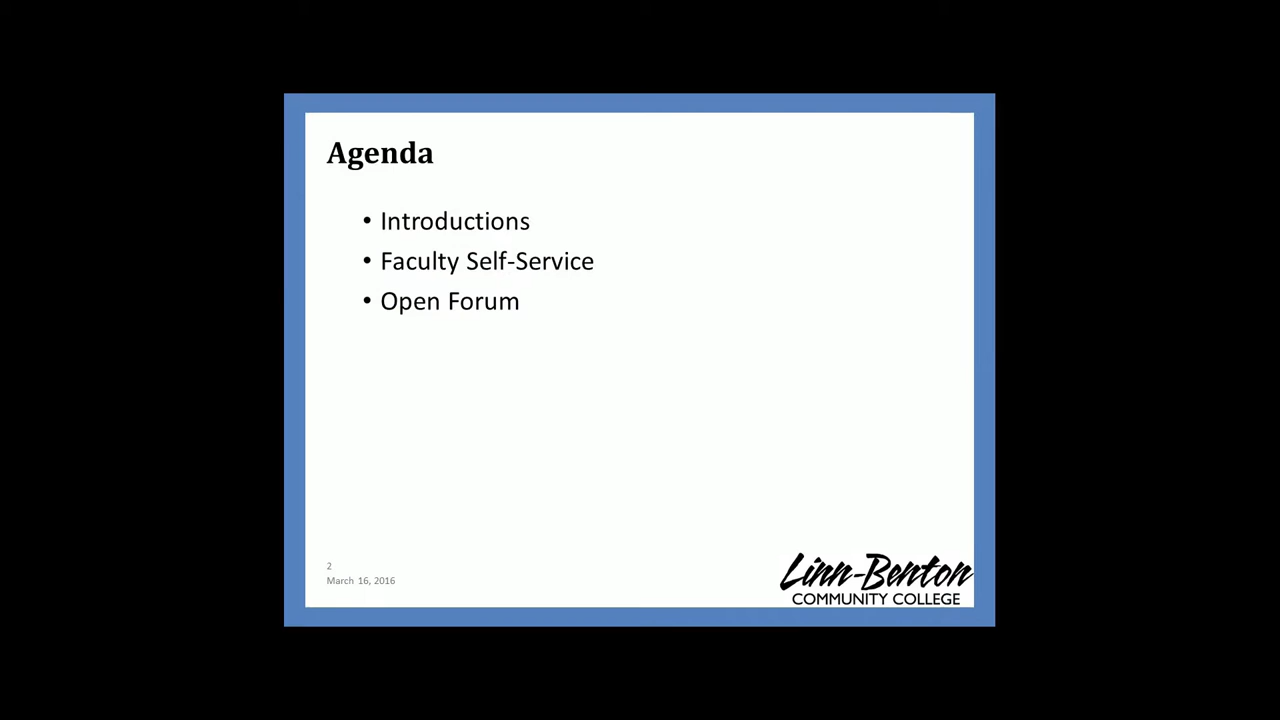 Agenda
• Introductions
• Faculty Self-Service
• Open Forum
2
March 16, 2016
Linn-Benton
COMMUNITY COLLEGE